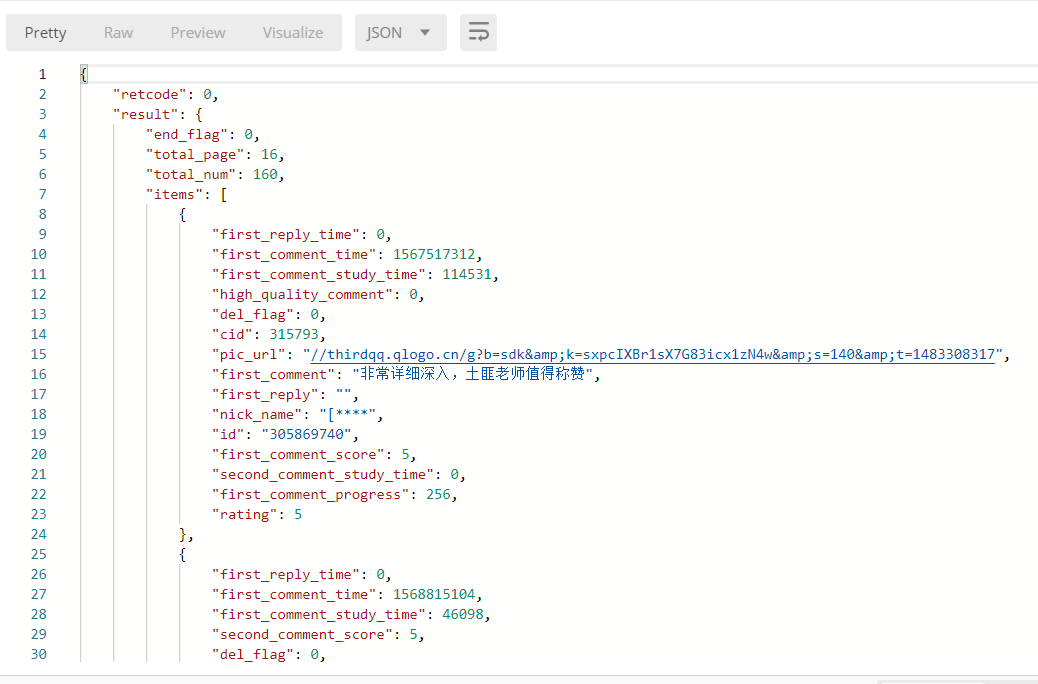 Pretty Raw Preview Visualize JSON
1 {
2 "retcode": 0,
3 "result": {
4 "end_flag": 0,
5 "total_page": 16,
6 "total_num": 160,
7 "items": [
8 {
9 "first_reply_time": 0,
10 "first_comment_time": 1567517312,
11 "first_comment_study_time": 114531,
12 "high_quality_comment": 0,
13 "del_flag": 0,
14 "cid": 315793,
15 "pic_url": "//thirdqq.qlogo.cn/g?b=sdk&amp;k=sxpcIXBr1sX7G83icx1zN4w&amp;s=140&amp;t=1483308317",
16 "first_comment": "非常详细深入，土匪老师值得称赞",
17 "first_reply": "",
18 "nick_name": "[****",
19 "id": "305869740",
20 "first_comment_score": 5,
21 "second_comment_study_time": 0,
22 "first_comment_progress": 256,
23 "rating": 5
24 },
25 {
26 "first_reply_time": 0,
27 "first_comment_time": 1568815104,
28 "first_comment_study_time": 46098,
29 "second_comment_score": 5,
30 "del_flag": 0,